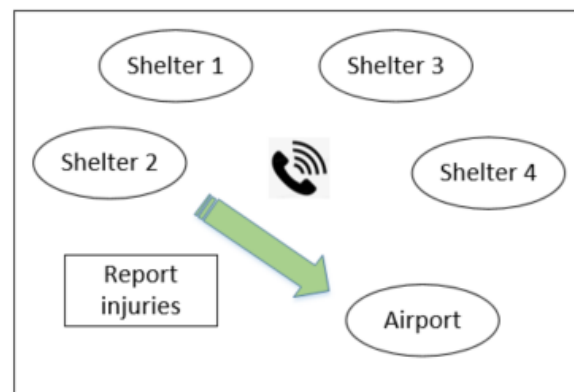 Shelter 1
Shelter 3
Shelter 2
Shelter 4
Report
injuries
Airport